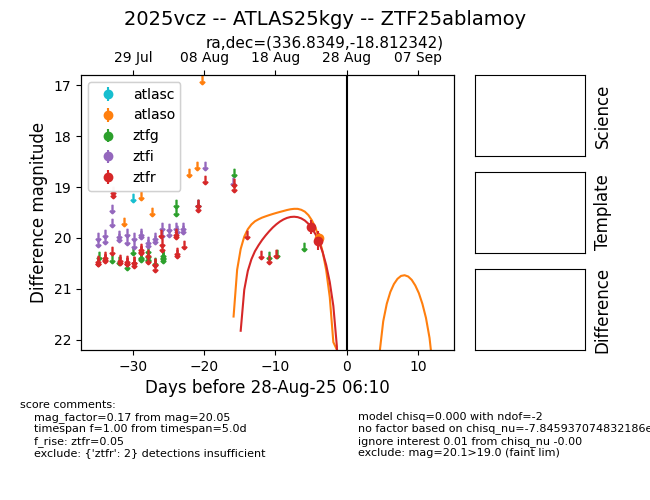 2025vcz -- ATLAS25kgy -- ZTF25ablamoy
ra,dec=(336.8349,-18.812342)
29 Jul 08 Aug 18 Aug 28 Aug 07 Sep
17
18
19
20
21
22
Difference magnitude
atlasc
atlaso
ztfg
ztfi
ztfr
−30 −20 −10 0 10
Days before 28-Aug-25 06:10
Science
Template
Difference
score comments:
mag_factor=0.17 from mag=20.05
timespan f=1.00 from timespan=5.0d
f_rise: ztfr=0.05
exclude: {'ztfr': 2} detections insufficient
model chisq=0.000 with ndof=-2
no factor based on chisq_nu=-7.845937074832186e
ignore interest 0.01 from chisq_nu -0.00
exclude: mag=20.1>19.0 (faint lim)